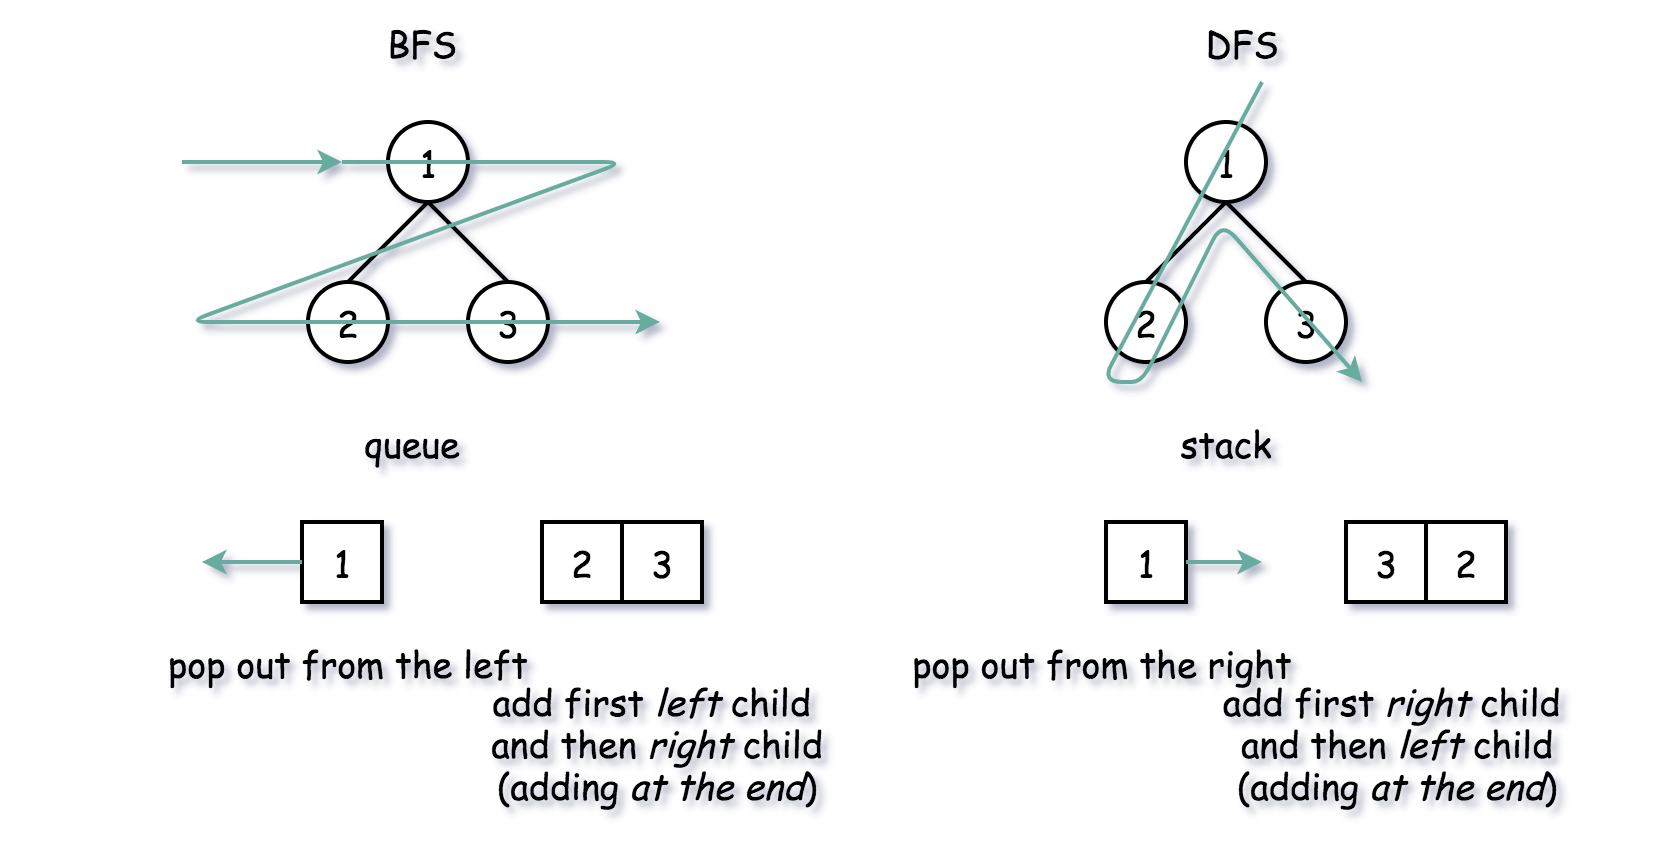 BFS
1
2 3
queue
1 2 3
pop out from the left
add first left child
and then right child
(adding at the end)
DFS
1
2 3
stack
1 3 2
pop out from the right
add first right child
and then left child
(adding at the end)